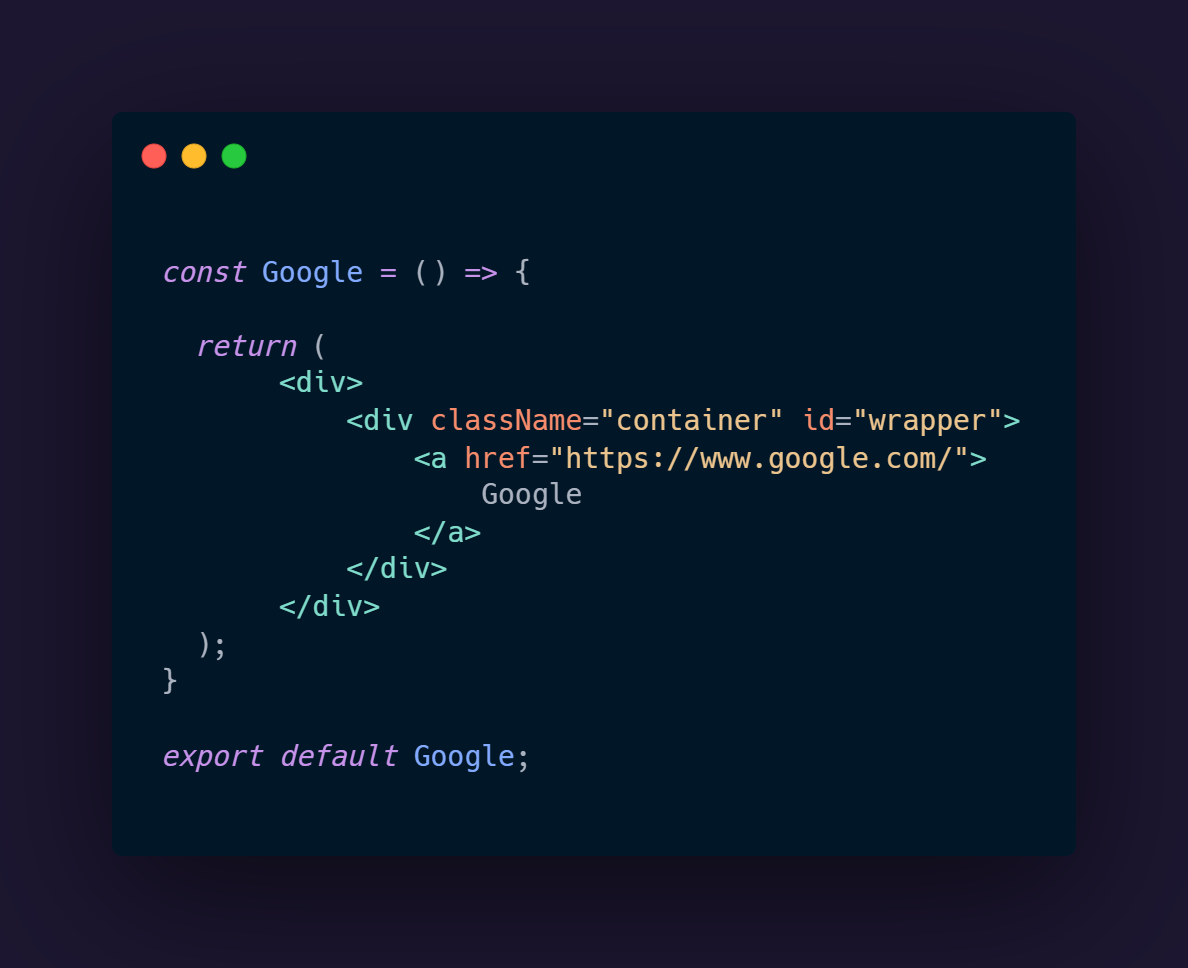 const Google = () => {
  return (
       <div>
           <div className="container" id="wrapper">
               <a href="https://www.google.com/">
                   Google
               </a>
           </div>
       </div>
  );
}
export default Google;